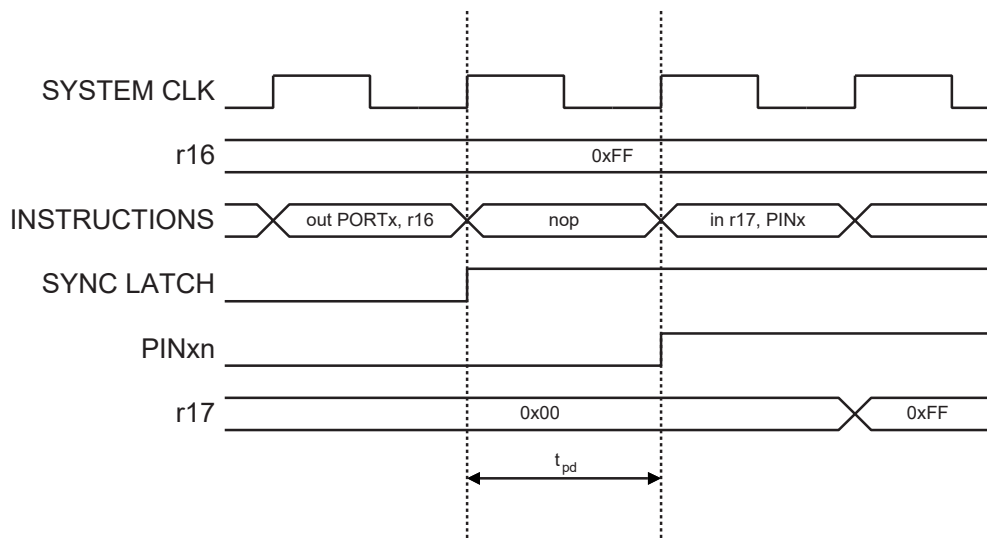 SYSTEM CLK
r16
0xFF
INSTRUCTIONS
out PORTx, r16
nop
in r17, PINx
SYNC LATCH
PINxn
r17
0x00
0xFF
tpd